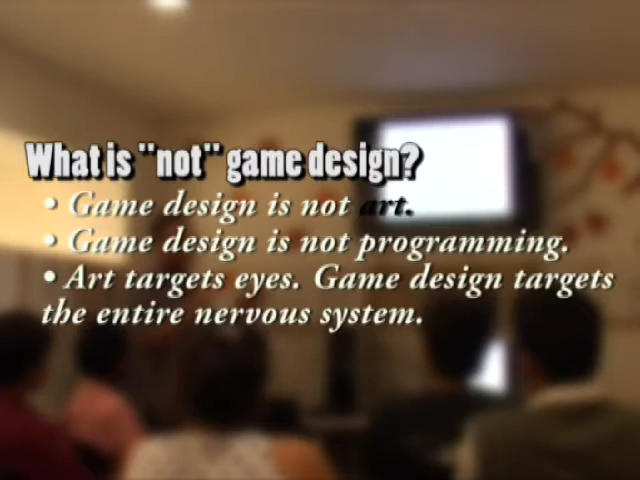 What is "not" game design?
• Game design is not art.
• Game design is not programming.
• Art targets eyes. Game design targets
the entire nervous system.